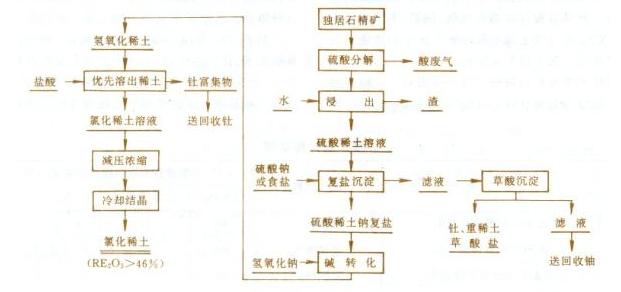 独居石精矿
硫酸分解
酸废气
水
浸出
渣
硫酸稀土溶液
硫酸钠
或食盐
复盐沉淀
滤液
草酸沉淀
钍、重稀土
草酸盐
滤液
送回收铀
硫酸稀土钠复盐
氢氧化钠
碱转化
氢氧化稀土
盐酸
优先溶出稀土
钍富集物
送回收钍
氯化稀土溶液
减压浓缩
冷却结晶
氯化稀土
(RE₂O₃>46%)